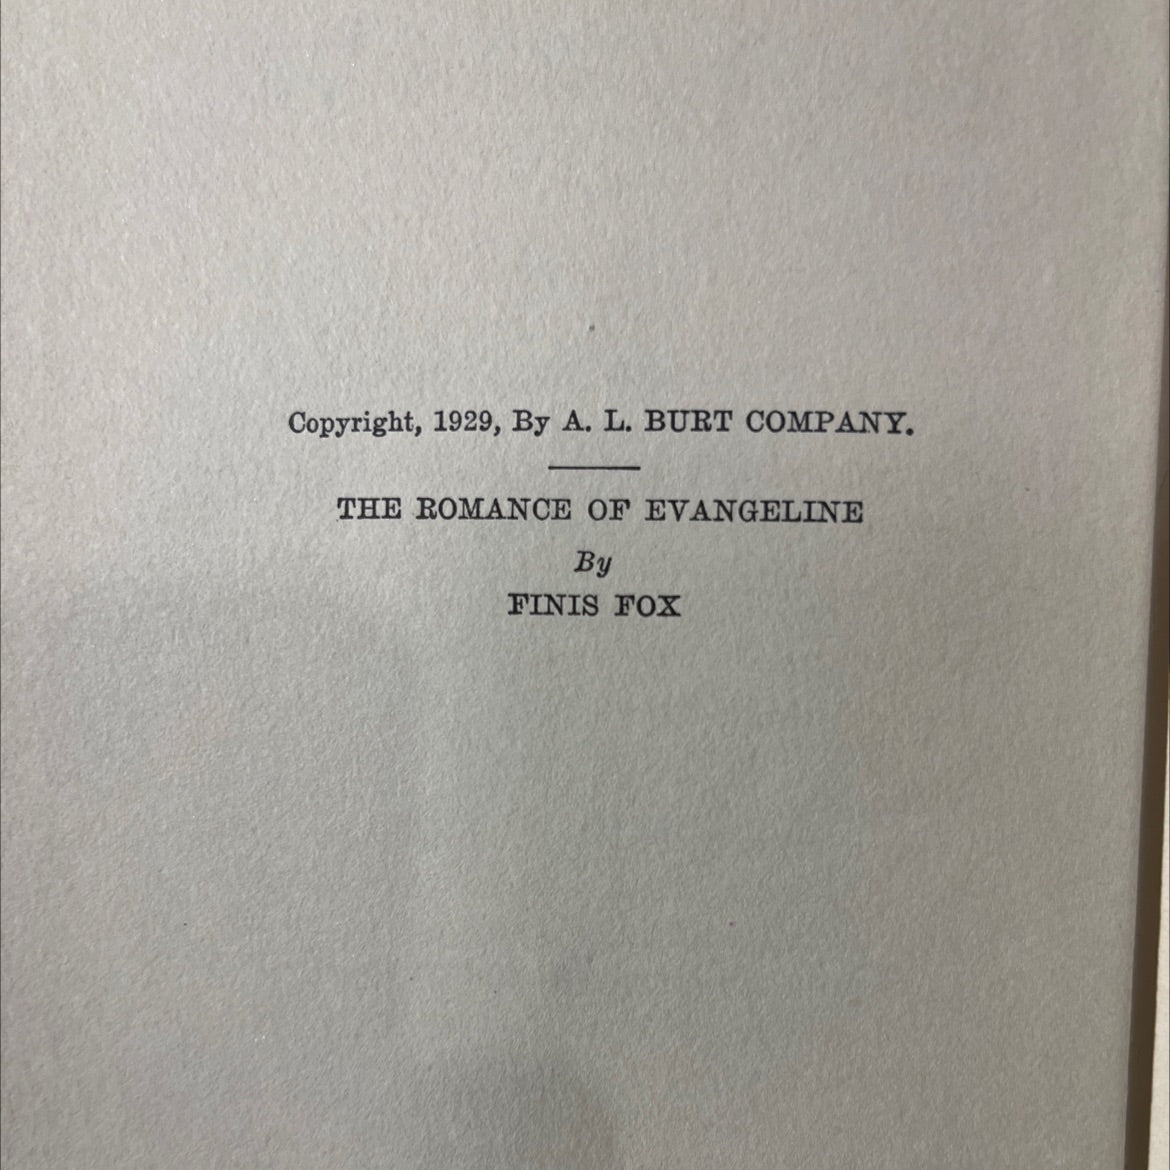 Copyright, 1929, By A. L. BURT COMPANY.
THE ROMANCE OF EVANGELINE
By
FINIS FOX